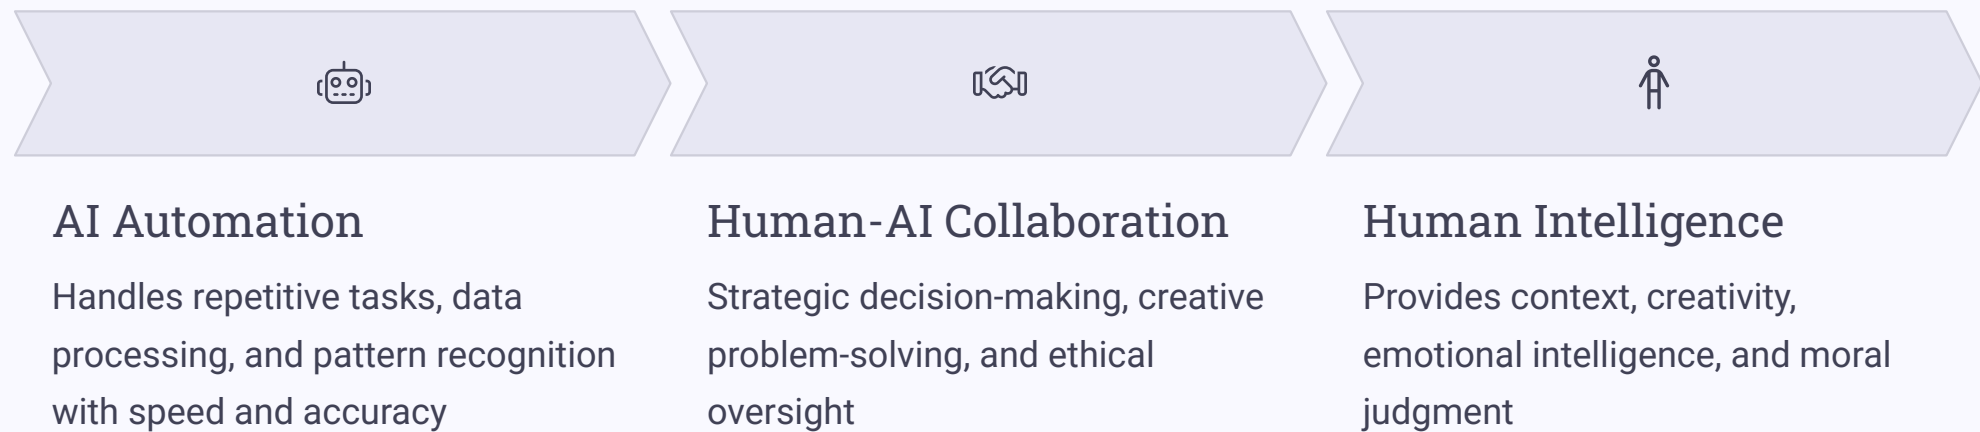 AI Automation
Handles repetitive tasks, data
processing, and pattern recognition
with speed and accuracy
Human-AI Collaboration
Strategic decision-making, creative
problem-solving, and ethical
oversight
Human Intelligence
Provides context, creativity,
emotional intelligence, and moral
judgment